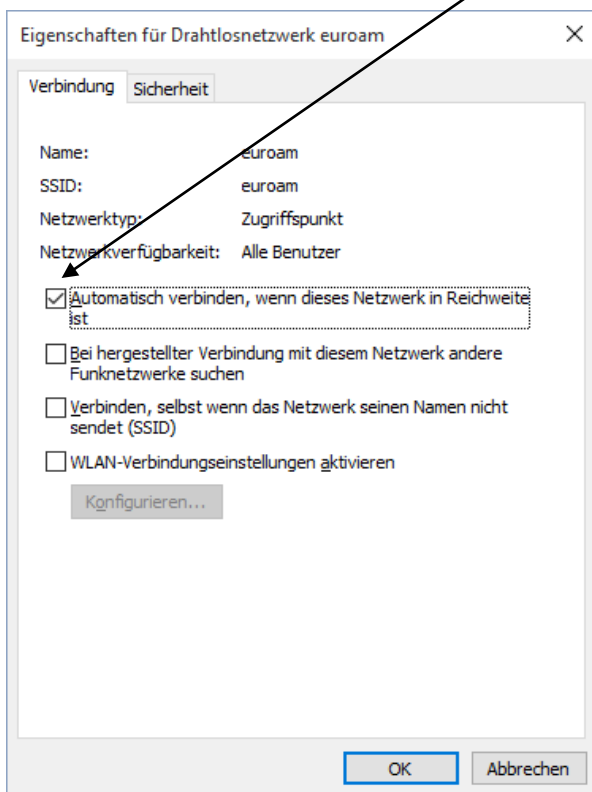 Eigenschaften für Drahtlosnetzwerk euroam
Verbindung Sicherheit
Name: euroam
SSID: euroam
Netzwerktyp: Zugriffspunkt
Netzwerkverfügbarkeit: Alle Benutzer
Automatisch verbinden, wenn dieses Netzwerk in Reichweite
ist
Bei hergestellter Verbindung mit diesem Netzwerk andere
Funknetzwerke suchen
Verbinden, selbst wenn das Netzwerk seinen Namen nicht
sendet (SSID)
WLAN-Verbindungseinstellungen aktivieren
Konfigurieren...
OK Abbrechen